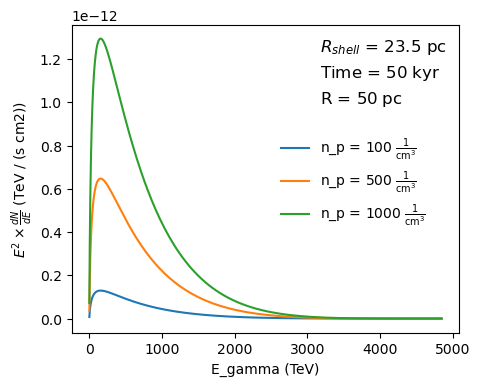 1e−12
R_shell = 23.5 pc
Time = 50 kyr
R = 50 pc
n_p = 100 1/cm³
n_p = 500 1/cm³
n_p = 1000 1/cm³
1.2
1.0
0.8
0.6
0.4
0.2
0.0
E² × dN/dE (TeV / (s cm2))
0 1000 2000 3000 4000 5000
E_gamma (TeV)